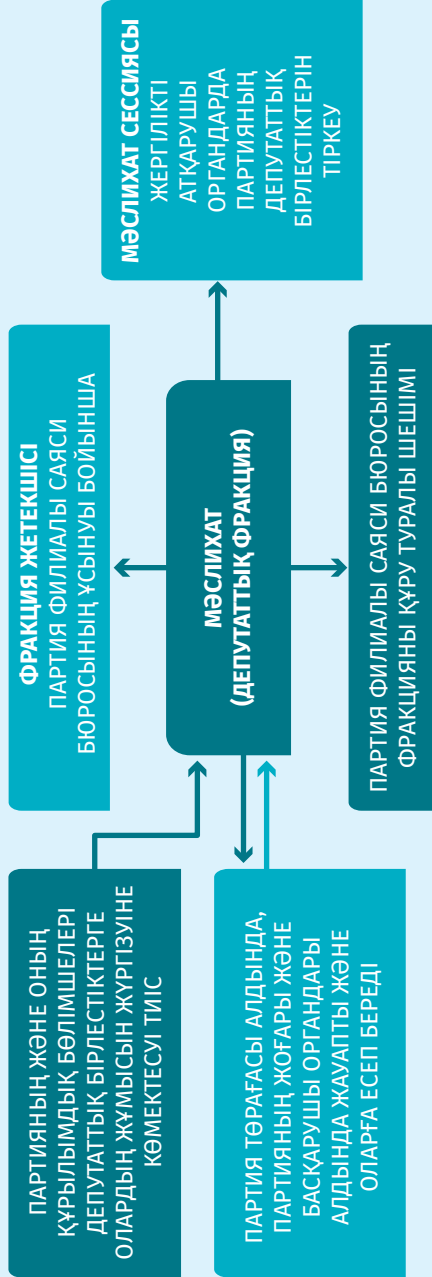 ПАРТИЯНЫҢ ЖӘНЕ ОНЫҢ
ҚҰРЫЛЫМДЫҚ БӨЛІМШЕЛЕРІ
ДЕПУТАТТЫҚ БІРЛЕСТІКТЕРГЕ
ОЛАРДЫҢ ЖҰМЫСЫН ЖҮРГІЗУІНЕ
КӨМЕКТЕСУІ ТИІС
ФРАКЦИЯ ЖЕТЕКШІСІ
ПАРТИЯ ФИЛИАЛЫ САЯСИ
БЮРОСЫНЫҢ ҰСЫНУЫ БОЙЫНША
МӘСЛИХАТ СЕССИЯСЫ
ЖЕРГІЛІКТІ
АТҚАРУШЫ
ОРГАНДАРДА
ПАРТИЯНЫҢ
ДЕПУТАТТЫҚ
БІРЛЕСТІКТЕРІН
ТІРКЕУ
МӘСЛИХАТ
(ДЕПУТАТТЫҚ ФРАКЦИЯ)
ПАРТИЯ ТӨРАҒАСЫ АЛДЫНДА,
ПАРТИЯНЫҢ ЖОҒАРЫ ЖӘНЕ
БАСҚАРУШЫ ОРГАНДАРЫ
АЛДЫНДА ЖАУАПТЫ ЖӘНЕ
ОЛАРҒА ЕСЕП БЕРЕДІ
ПАРТИЯ ФИЛИАЛЫ САЯСИ БЮРОСЫНЫҢ
ФРАКЦИЯНЫ ҚҰРУ ТУРАЛЫ ШЕШІМІ